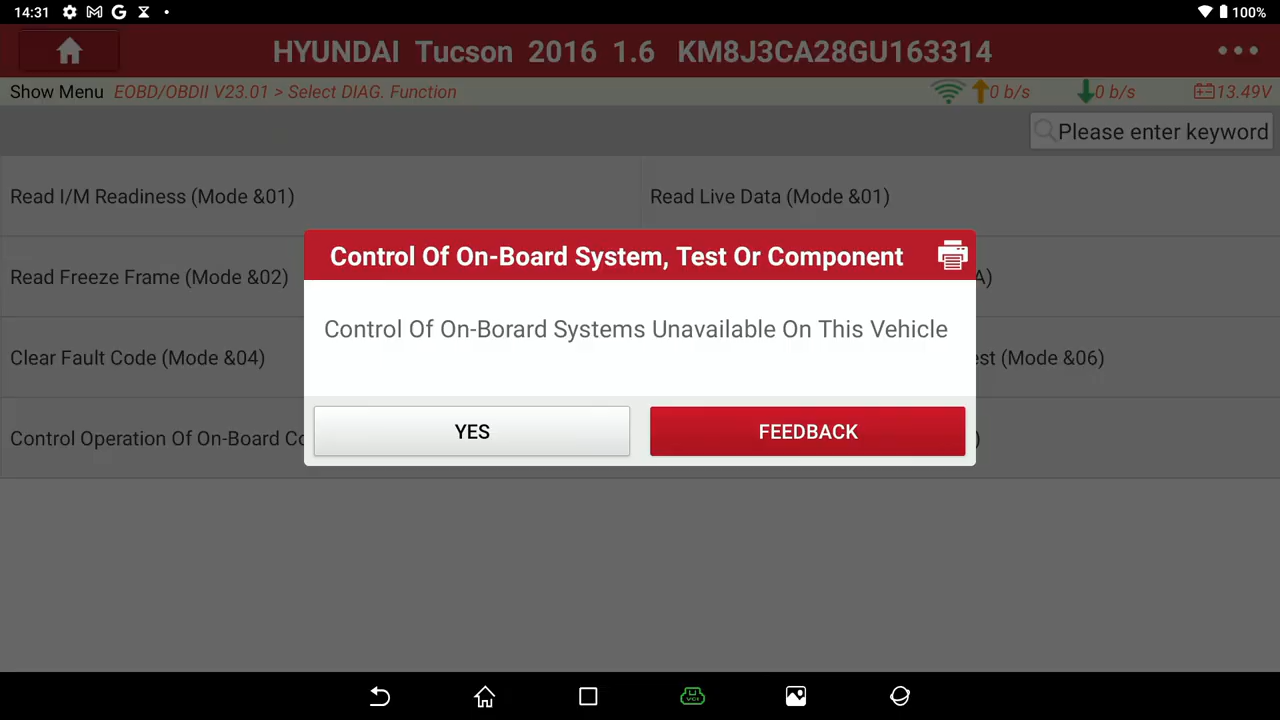 14:31
100%
HYUNDAI Tucson 2016 1.6 KM8J3CA28GU163314
Show Menu EOBD/OBDII V23.01 > Select DIAG. Function
0 b/s 0 b/s 13.49V
Please enter keyword
Read I/M Readiness (Mode &01)
Read Live Data (Mode &01)
Control Of On-Board System, Test Or Component
Read Freeze Frame (Mode &02)
A)
Control Of On-Borard Systems Unavailable On This Vehicle
Clear Fault Code (Mode &04)
est (Mode &06)
YES
FEEDBACK
Control Operation Of On-Board Co
)
VCI